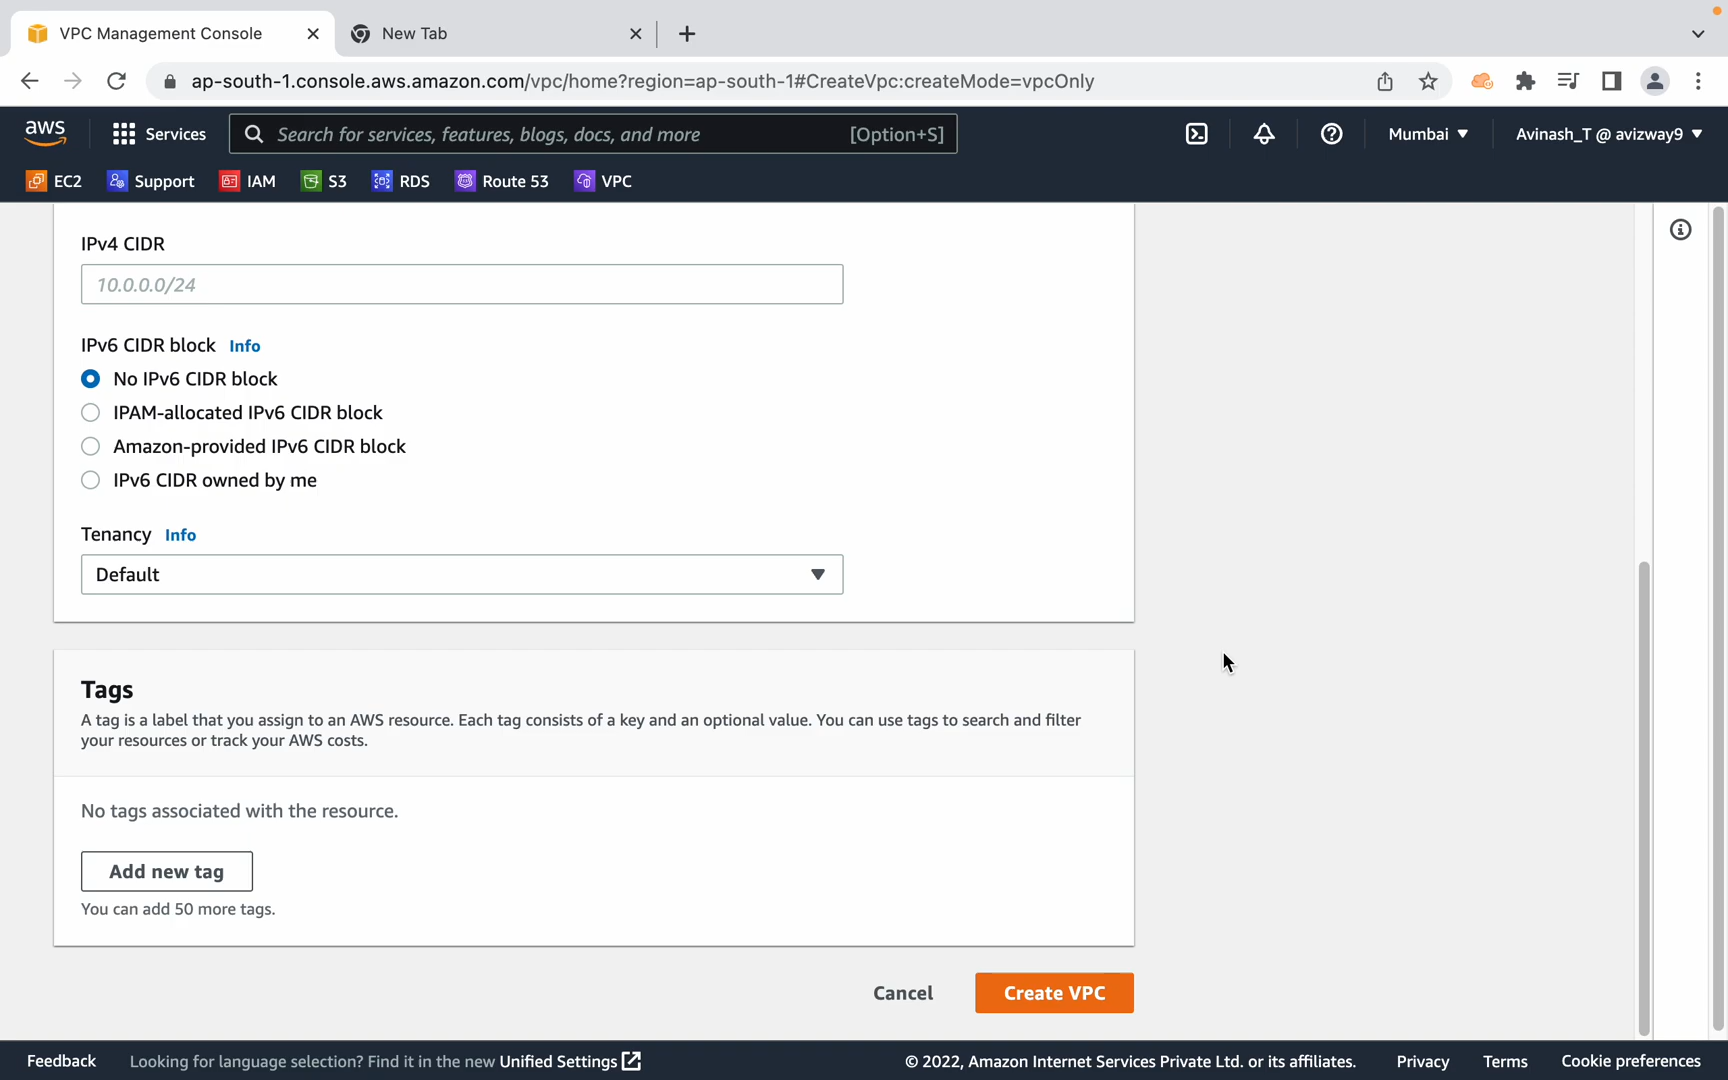 VPC Management Console
New Tab
ap-south-1.console.aws.amazon.com/vpc/home?region=ap-south-1#CreateVpc:createMode=vpcOnly
aws
Services
Search for services, features, blogs, docs, and more
[Option+S]
Mumbai
Avinash_T @ avizway9
EC2
Support
IAM
S3
RDS
Route 53
VPC
IPv4 CIDR
10.0.0.0/24
IPv6 CIDR block Info
No IPv6 CIDR block
IPAM-allocated IPv6 CIDR block
Amazon-provided IPv6 CIDR block
IPv6 CIDR owned by me
Tenancy Info
Default
Tags
A tag is a label that you assign to an AWS resource. Each tag consists of a key and an optional value. You can use tags to search and filter
your resources or track your AWS costs.
No tags associated with the resource.
Add new tag
You can add 50 more tags.
Cancel
Create VPC
Feedback
Looking for language selection? Find it in the new Unified Settings
© 2022, Amazon Internet Services Private Ltd. or its affiliates.
Privacy
Terms
Cookie preferences